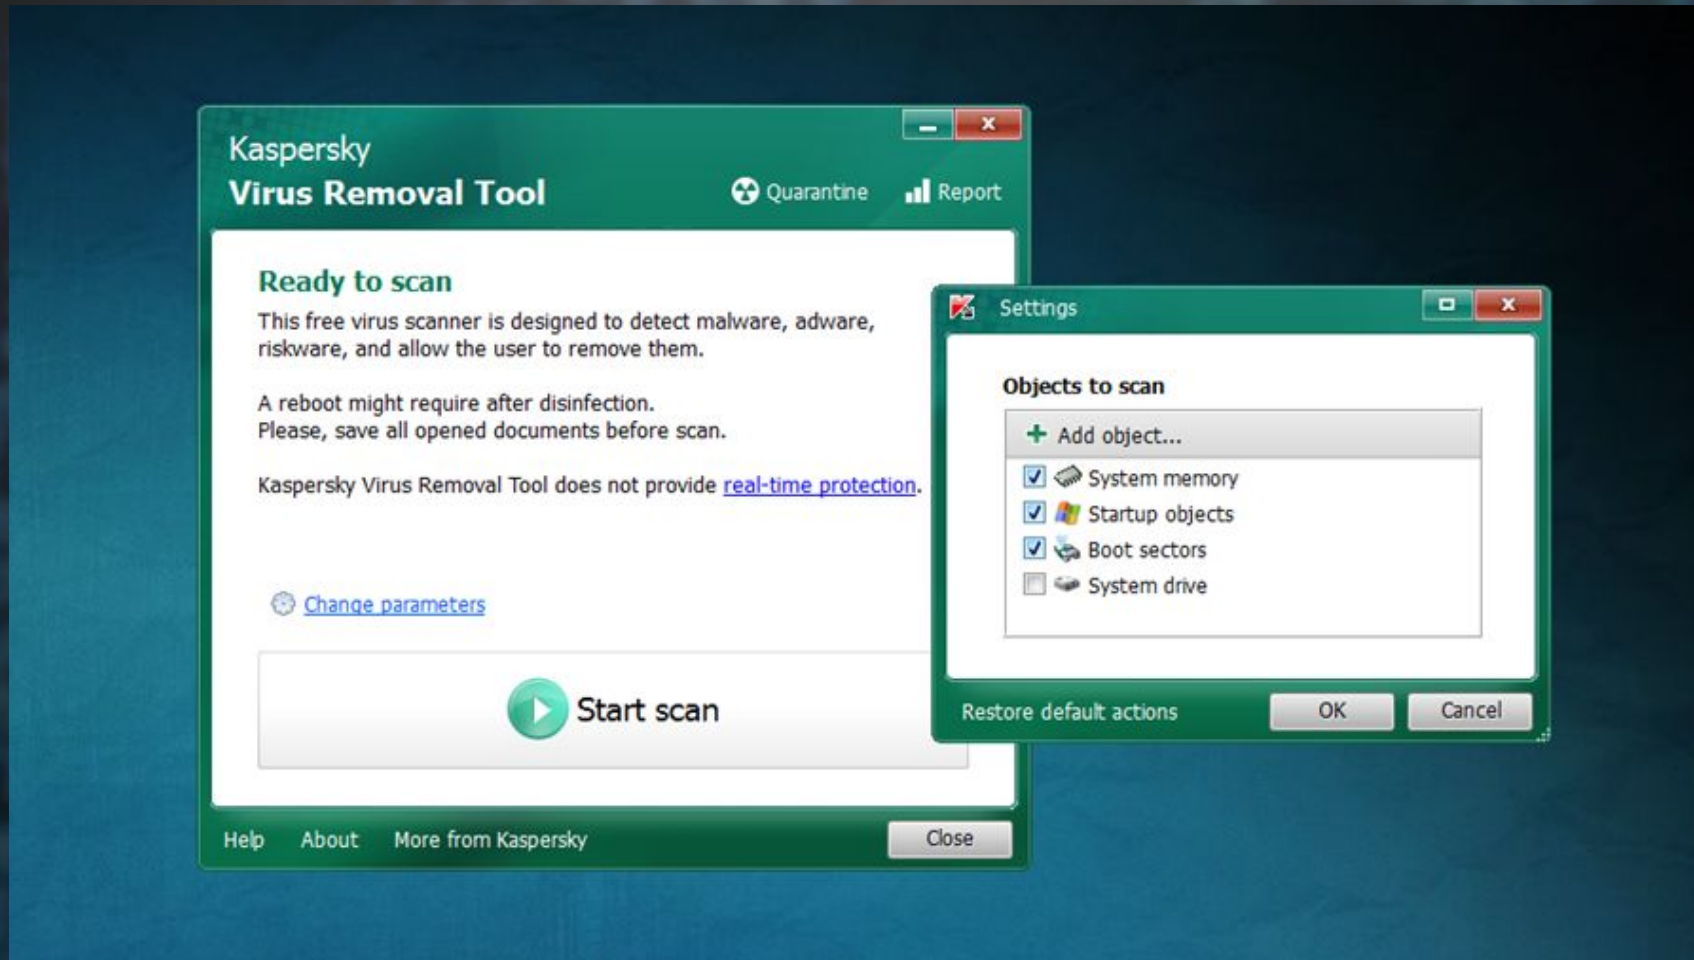 Kaspersky
Virus Removal Tool
Quarantine
Report
Ready to scan
This free virus scanner is designed to detect malware, adware,
riskware, and allow the user to remove them.
A reboot might require after disinfection.
Please, save all opened documents before scan.
Kaspersky Virus Removal Tool does not provide real-time protection.
Change parameters
Start scan
Help
About
More from Kaspersky
Close
Settings
Objects to scan
Add object...
System memory
Startup objects
Boot sectors
System drive
Restore default actions
OK
Cancel